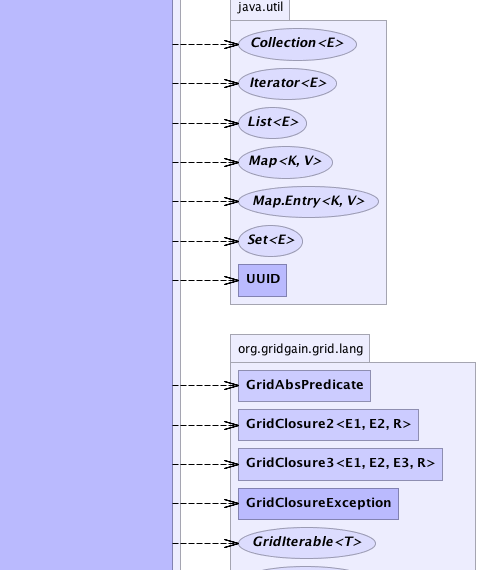 java.util
Collection<E>
Iterator<E>
List<E>
Map<K, V>
Map.Entry<K, V>
Set<E>
UUID
org.gridgain.grid.lang
GridAbsPredicate
GridClosure2<E1, E2, R>
GridClosure3<E1, E2, E3, R>
GridClosureException
GridIterable<T>